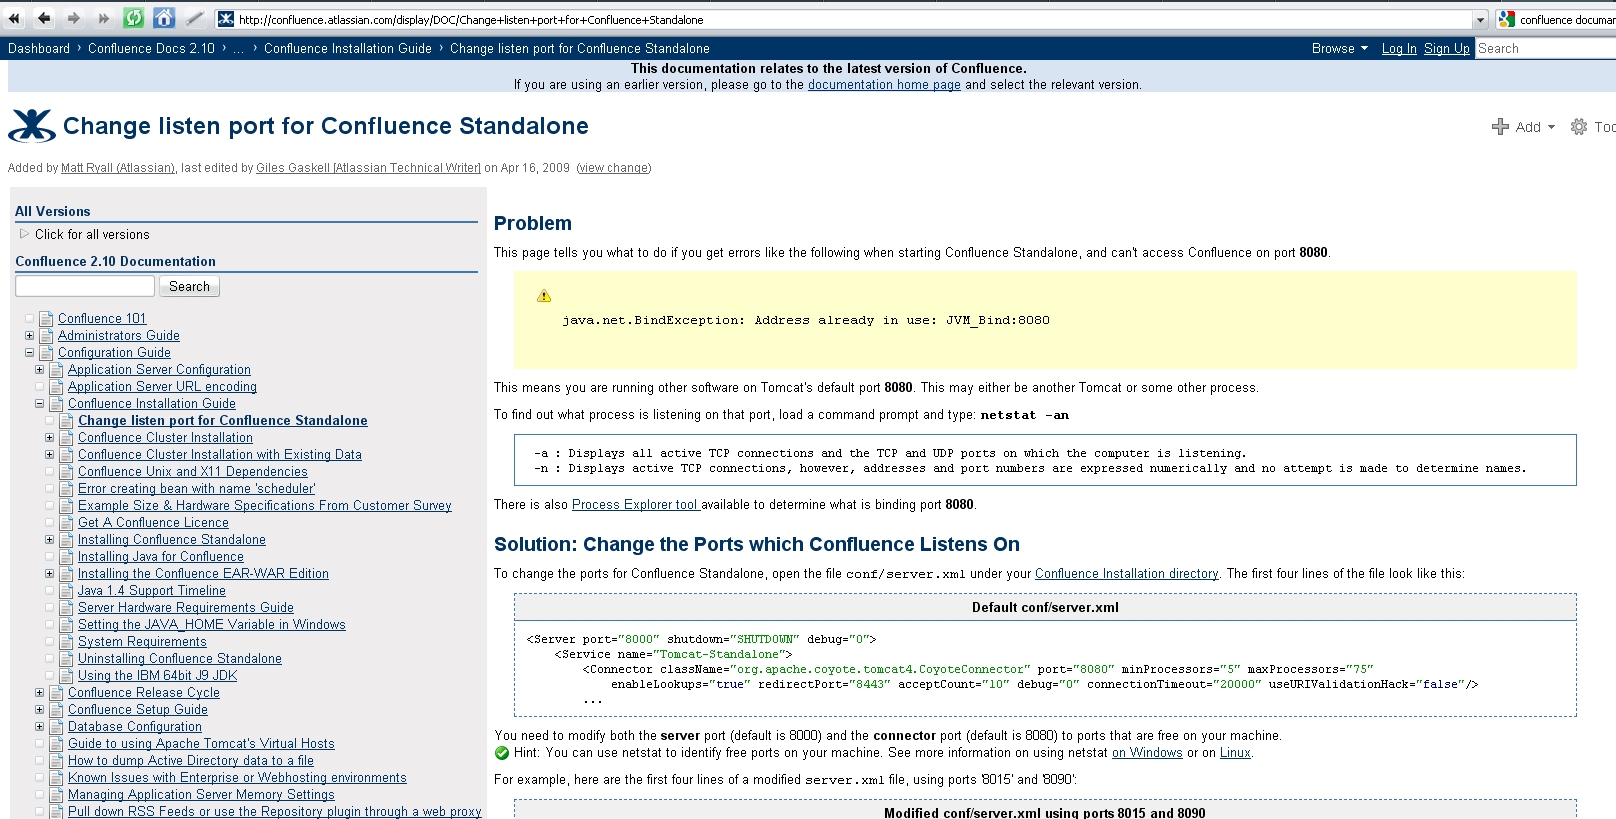 http://confluence.atlassian.com/display/DOC/Change+listen+port+for+Confluence+Standalone
confluence documar
Dashboard › Confluence Docs 2.10 › ... › Confluence Installation Guide › Change listen port for Confluence Standalone
Browse Log In Sign Up Search
This documentation relates to the latest version of Confluence.
If you are using an earlier version, please go to the documentation home page and select the relevant version.
Change listen port for Confluence Standalone
Add Too
Added by Matt Ryall (Atlassian), last edited by Giles Gaskell [Atlassian Technical Writer] on Apr 16, 2009 (view change)
All Versions
Click for all versions
Confluence 2.10 Documentation
Search
Confluence 101
Administrators Guide
Configuration Guide
Application Server Configuration
Application Server URL encoding
Confluence Installation Guide
Change listen port for Confluence Standalone
Confluence Cluster Installation
Confluence Cluster Installation with Existing Data
Confluence Unix and X11 Dependencies
Error creating bean with name 'scheduler'
Example Size & Hardware Specifications From Customer Survey
Get A Confluence Licence
Installing Confluence Standalone
Installing Java for Confluence
Installing the Confluence EAR-WAR Edition
Java 1.4 Support Timeline
Server Hardware Requirements Guide
Setting the JAVA_HOME Variable in Windows
System Requirements
Uninstalling Confluence Standalone
Using the IBM 64bit J9 JDK
Confluence Release Cycle
Confluence Setup Guide
Database Configuration
Guide to using Apache Tomcat's Virtual Hosts
How to dump Active Directory data to a file
Known Issues with Enterprise or Webhosting environments
Managing Application Server Memory Settings
Pull down RSS Feeds or use the Repository plugin through a web proxy
Problem
This page tells you what to do if you get errors like the following when starting Confluence Standalone, and can't access Confluence on port 8080.
java.net.BindException: Address already in use: JVM_Bind:8080
This means you are running other software on Tomcat's default port 8080. This may either be another Tomcat or some other process.
To find out what process is listening on that port, load a command prompt and type: netstat -an
-a : Displays all active TCP connections and the TCP and UDP ports on which the computer is listening.
-n : Displays active TCP connections, however, addresses and port numbers are expressed numerically and no attempt is made to determine names.
There is also Process Explorer tool available to determine what is binding port 8080.
Solution: Change the Ports which Confluence Listens On
To change the ports for Confluence Standalone, open the file conf/server.xml under your Confluence Installation directory. The first four lines of the file look like this:
Default conf/server.xml
<Server port="8000" shutdown="SHUTDOWN" debug="0">
<Service name="Tomcat-Standalone">
<Connector className="org.apache.coyote.tomcat4.CoyoteConnector" port="8080" minProcessors="5" maxProcessors="75"
enableLookups="true" redirectPort="8443" acceptCount="10" debug="0" connectionTimeout="20000" useURIValidationHack="false"/>
...
You need to modify both the server port (default is 8000) and the connector port (default is 8080) to ports that are free on your machine.
Hint: You can use netstat to identify free ports on your machine. See more information on using netstat on Windows or on Linux.
For example, here are the first four lines of a modified server.xml file, using ports '8015' and '8090':
Modified conf/server.xml using ports 8015 and 8090